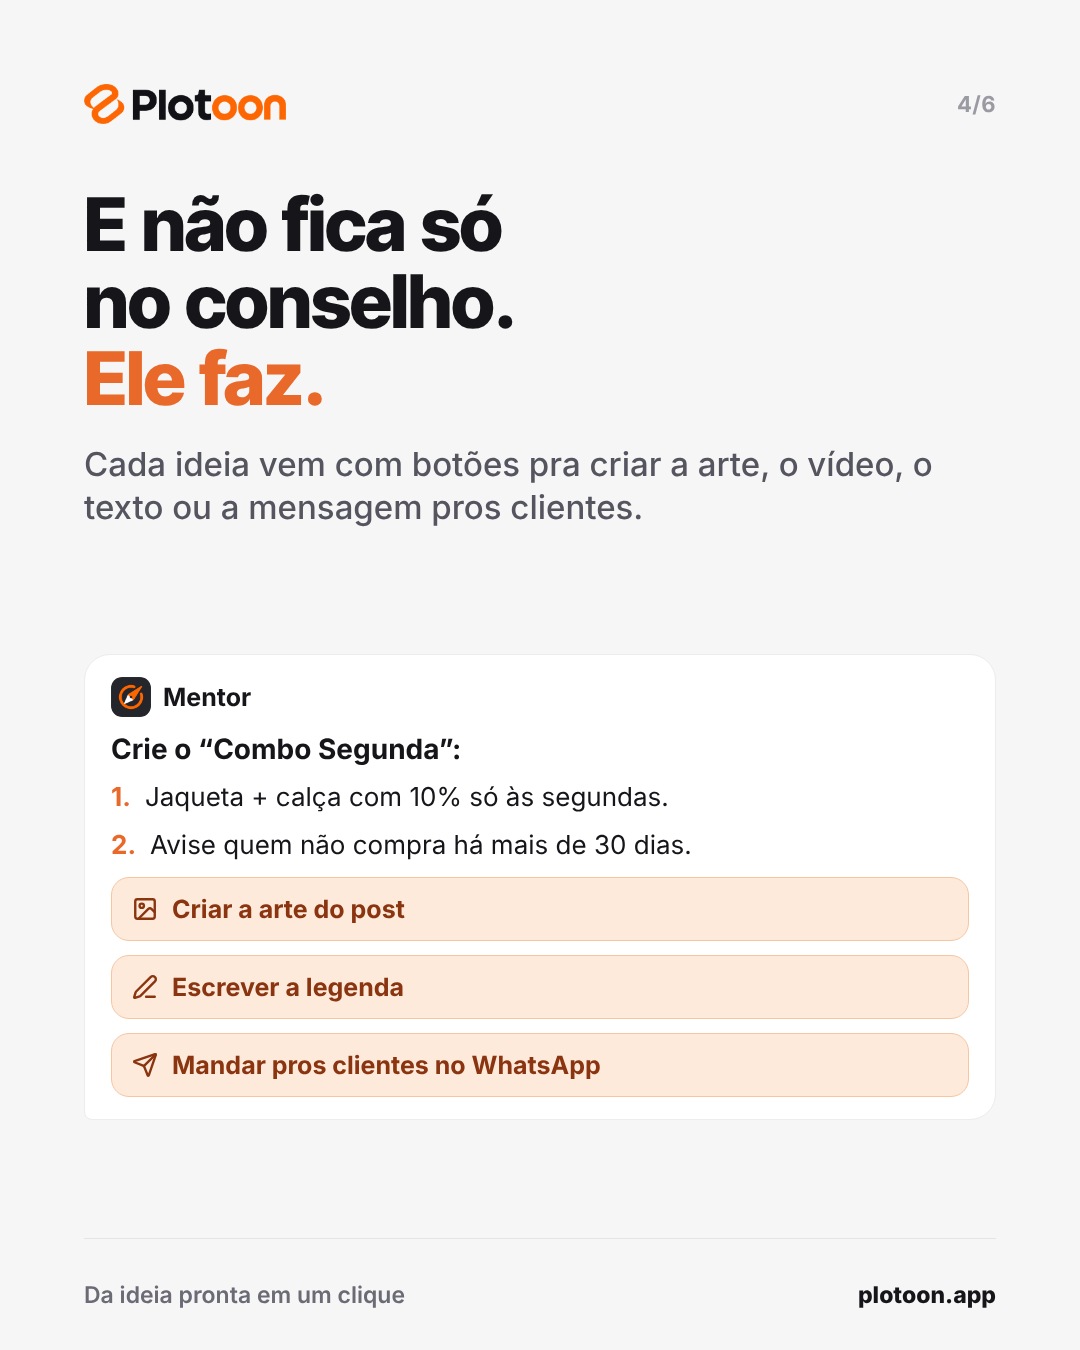 Plotoon
4/6
E não fica só
no conselho.
Ele faz.
Cada ideia vem com botões pra criar a arte, o vídeo, o
texto ou a mensagem pros clientes.
Mentor
Crie o “Combo Segunda”:
1. Jaqueta + calça com 10% só às segundas.
2. Avise quem não compra há mais de 30 dias.
Criar a arte do post
Escrever a legenda
Mandar pros clientes no WhatsApp
Da ideia pronta em um clique
plotoon.app